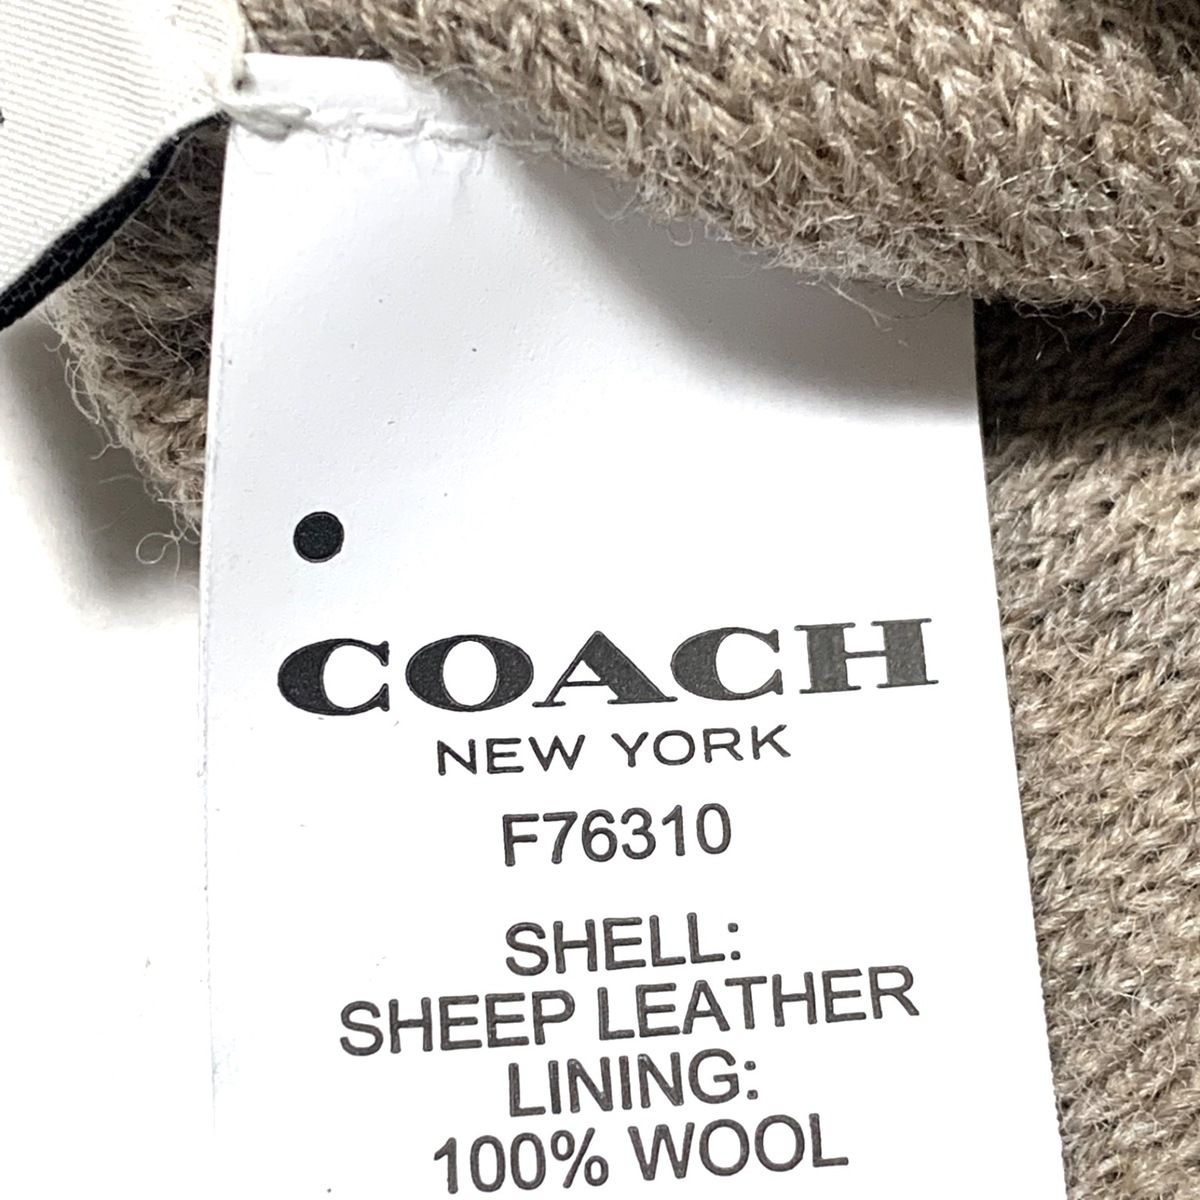 COACH
NEW YORK
F76310
SHELL:
SHEEP LEATHER
LINING:
100% WOOL